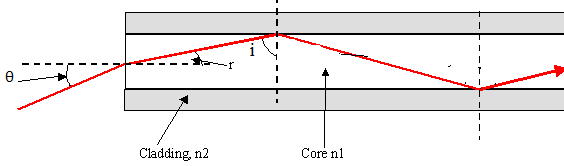 i
θ
r
Cladding, n2
Core n1